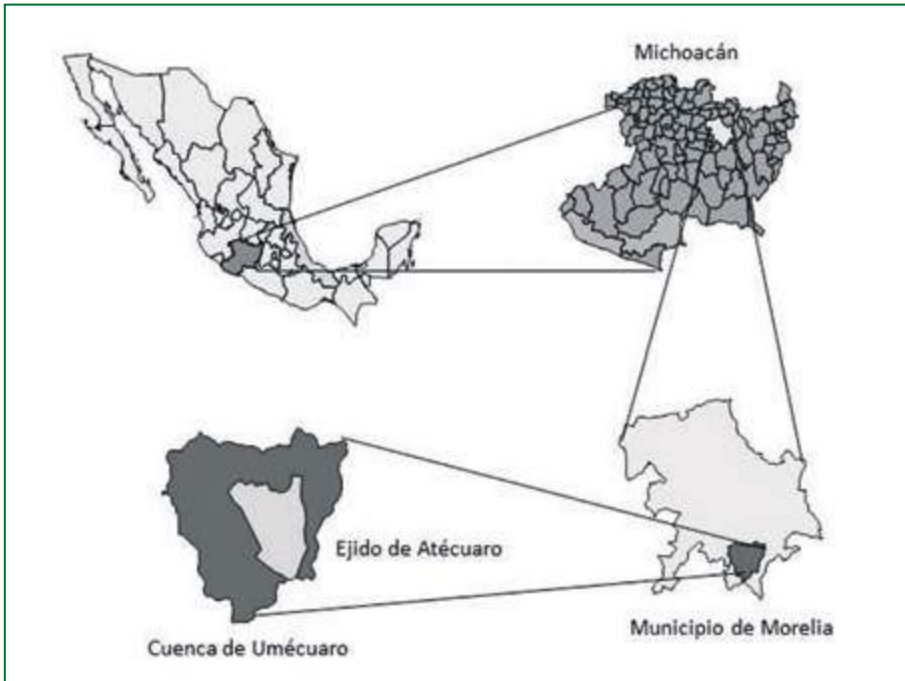 Michoacán
Ejido de Atécuaro
Municipio de Morelia
Cuenca de Umécuaro